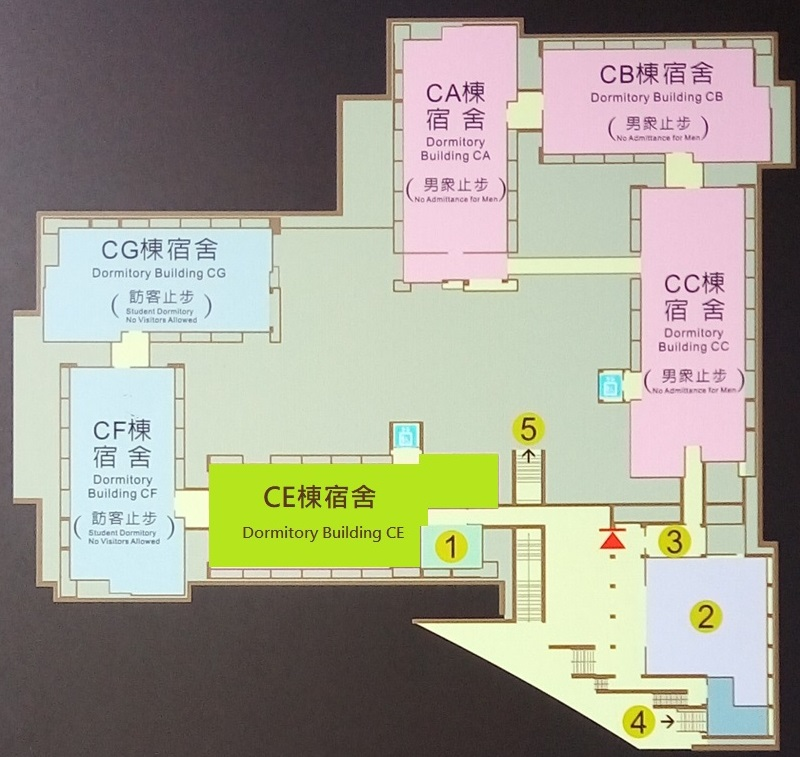 CA棟
宿舍
Dormitory
Building CA
(男眾止步)
No Admittance for Men
CB棟宿舍
Dormitory Building CB
(男眾止步)
No Admittance for Men
CG棟宿舍
Dormitory Building CG
(訪客止步)
Student Dormitory
No Visitors Allowed
CC棟
宿舍
Dormitory
Building CC
(男眾止步)
No Admittance for Men
CF棟
宿舍
Dormitory
Building CF
(訪客止步)
Student Dormitory
No Visitors Allowed
CE棟宿舍
Dormitory Building CE
5
1
3
2
4